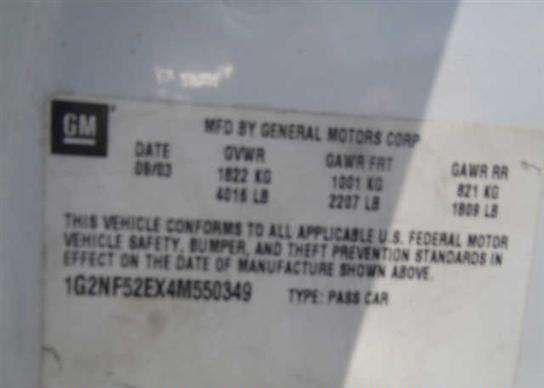 GM
MFD BY GENERAL MOTORS CORP
DATE GVWR GAWR FRT GAWR RR
09/03 1822 KG 1001 KG 821 KG
4016 LB 2207 LB 1809 LB
THIS VEHICLE CONFORMS TO ALL APPLICABLE U.S. FEDERAL MOTOR
VEHICLE SAFETY, BUMPER, AND THEFT PREVENTION STANDARDS IN
EFFECT ON THE DATE OF MANUFACTURE SHOWN ABOVE.
1G2NF52EX4M550349 TYPE: PASS CAR